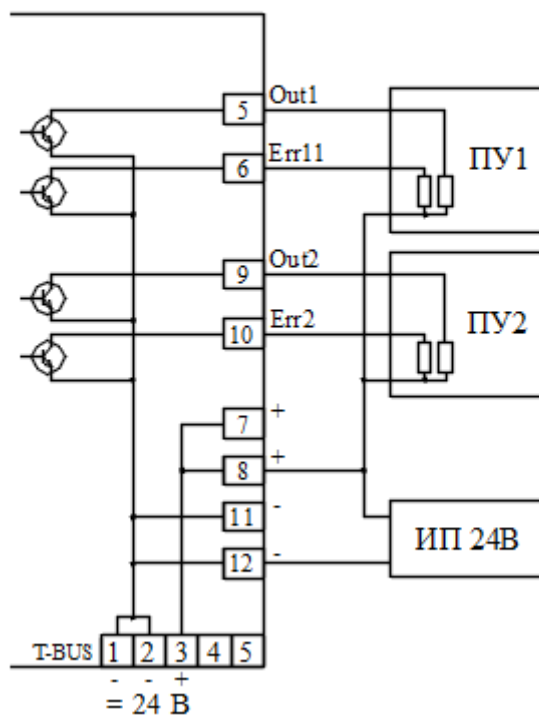 5 Out1
6 Err11
ПУ1
9 Out2
10 Err2
ПУ2
7 +
8 +
11 -
12 -
ИП 24В
T-BUS 1 2 3 4 5
- - +
= 24 В